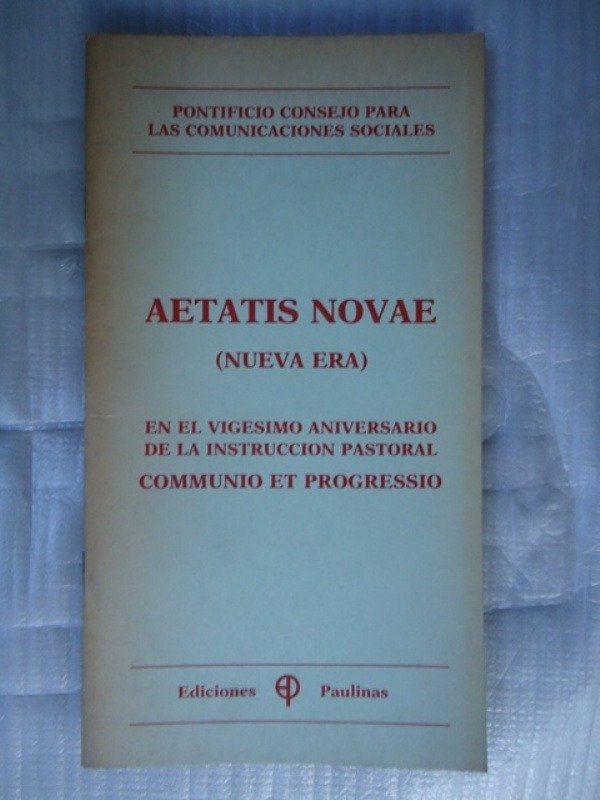 PONTIFICIO CONSEJO PARA
LAS COMUNICACIONES SOCIALES
AETATIS NOVAE
(NUEVA ERA)
EN EL VIGESIMO ANIVERSARIO
DE LA INSTRUCCION PASTORAL
COMMUNIO ET PROGRESSIO
Ediciones EP Paulinas